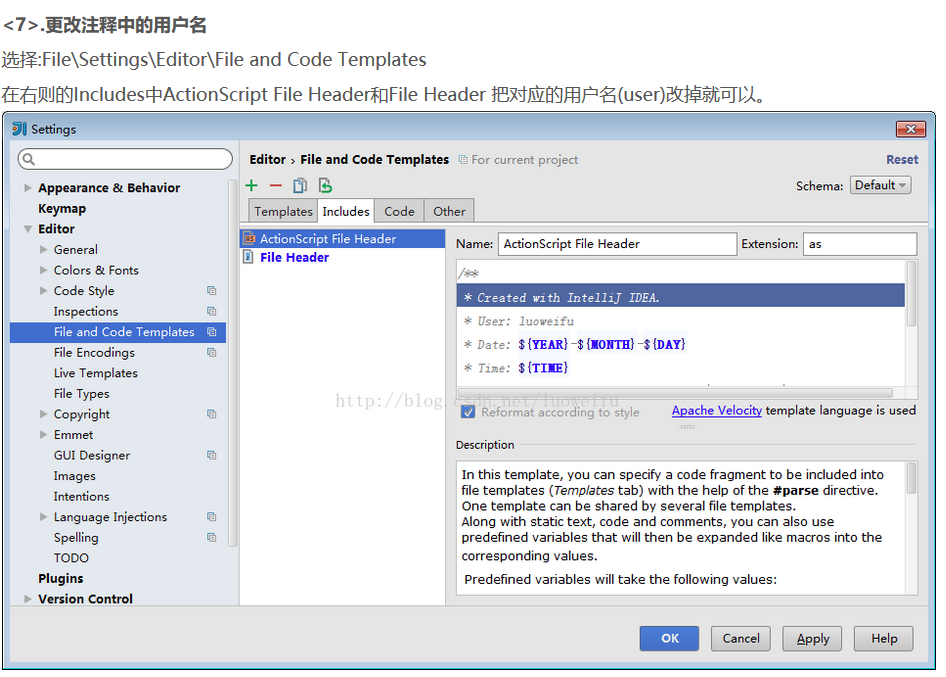 <7>.更改注释中的用户名
选择:File\Settings\Editor\File and Code Templates
在右则的Includes中ActionScript File Header和File Header 把对应的用户名(user)改掉就可以。
Settings
Editor › File and Code Templates For current project Reset
Schema: Default
Templates Includes Code Other
Appearance & Behavior
Keymap
Editor
General
Colors & Fonts
Code Style
Inspections
File and Code Templates
File Encodings
Live Templates
File Types
Copyright
Emmet
GUI Designer
Images
Intentions
Language Injections
Spelling
TODO
Plugins
Version Control
ActionScript File Header
File Header
Name: ActionScript File Header Extension: as
/**
* Created with IntelliJ IDEA.
* User: luoweifu
* Date: ${YEAR}-${MONTH}-${DAY}
* Time: ${TIME}
http://blog.csdn.net/luoweifu
Reformat according to style Apache Velocity template language is used
Description
In this template, you can specify a code fragment to be included into
file templates (Templates tab) with the help of the #parse directive.
One template can be shared by several file templates.
Along with static text, code and comments, you can also use
predefined variables that will then be expanded like macros into the
corresponding values.
Predefined variables will take the following values:
OK Cancel Apply Help